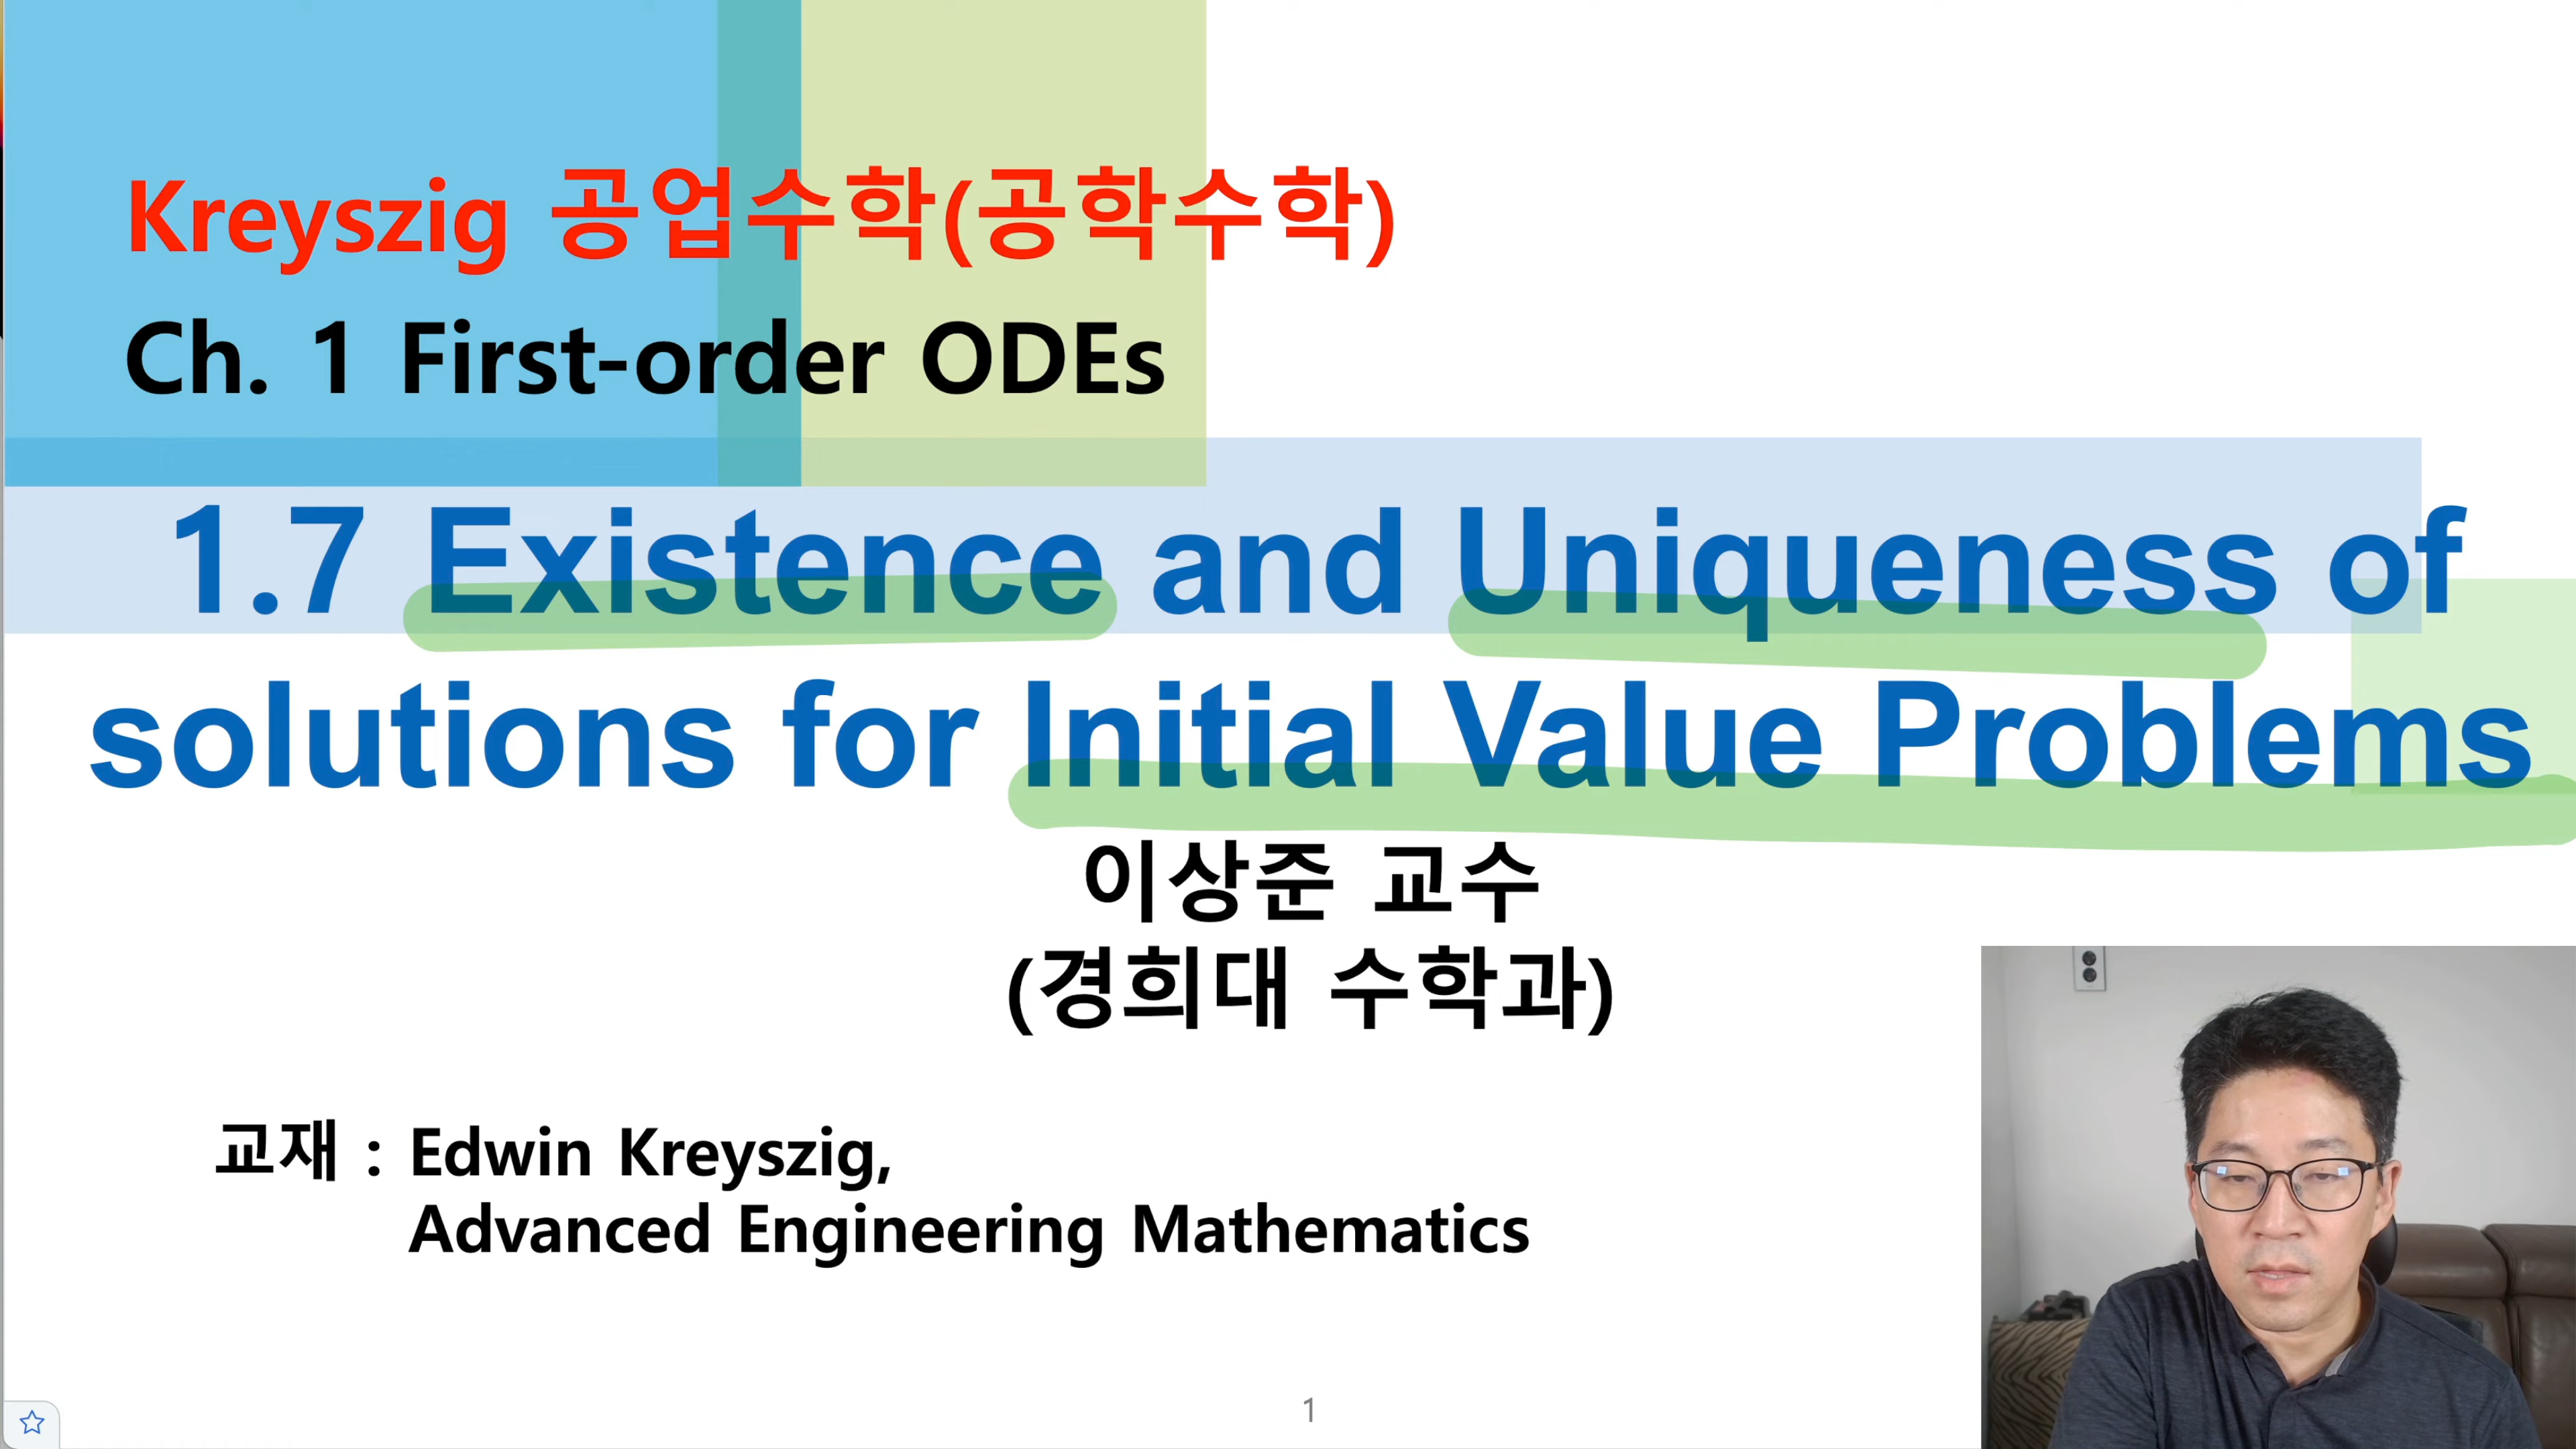 Kreyszig 공업수학(공학수학)
Ch. 1 First-order ODEs
1.7 Existence and Uniqueness of
solutions for Initial Value Problems
이상준 교수
(경희대 수학과)
교재 : Edwin Kreyszig,
Advanced Engineering Mathematics
1